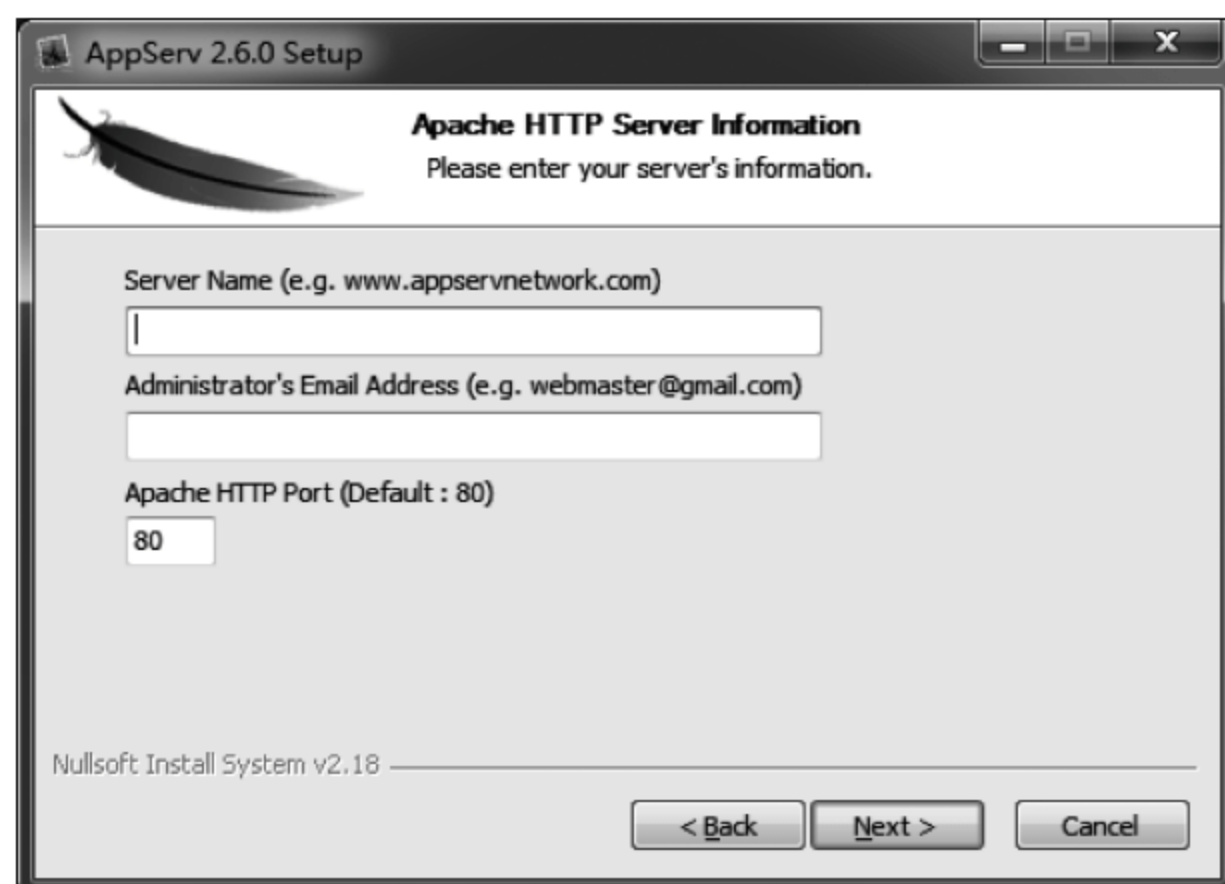 AppServ 2.6.0 Setup
Apache HTTP Server Information
Please enter your server's information.
Server Name (e.g. www.appservnetwork.com)
Administrator's Email Address (e.g. webmaster@gmail.com)
Apache HTTP Port (Default : 80)
80
Nullsoft Install System v2.18
< Back Next > Cancel